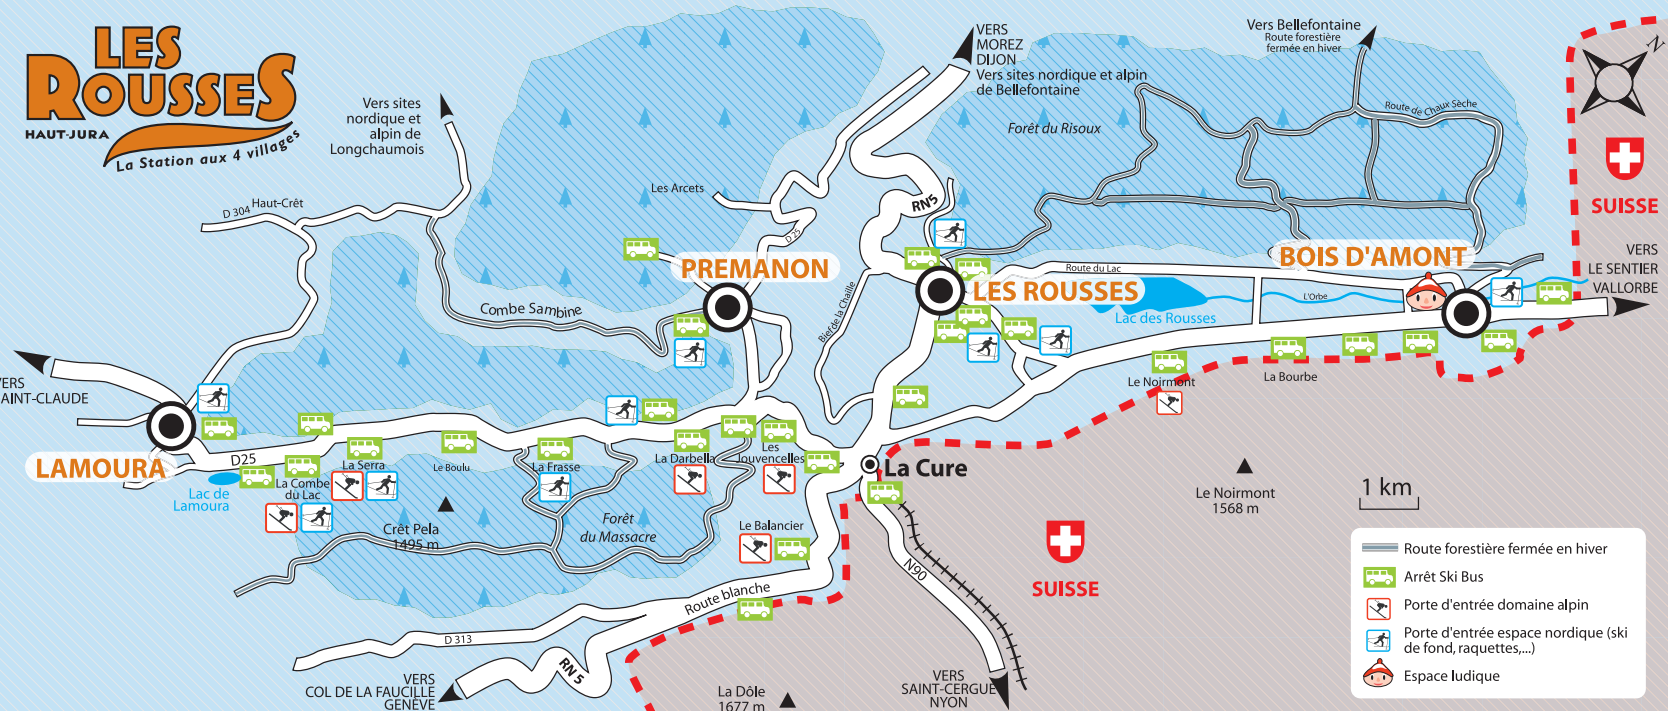 LES
ROUSSES
HAUT-JURA
La Station aux 4 villages
Vers sites
nordique et
alpin de
Longchaumois
VERS
MOREZ
DIJON
Vers sites nordique et alpin
de Bellefontaine
Vers Bellefontaine
Route forestière
fermée en hiver
N
Route de Chaux Sèche
Forêt du Risoux
SUISSE
Les Arcets
D 304
Haut-Crêt
RN5
D 25
VERS
LE SENTIER
VALLORBE
BOIS D'AMONT
PREMANON
Route du Lac
LES ROUSSES
L'Orbe
Lac des Rousses
Combe Sambine
Bief de la Chaille
VERS
AINT-CLAUDE
Le Noirmont
La Bourbe
LAMOURA
D25
Lac de
Lamoura
La Combe
du Lac
La Serra
Le Boulu
La Frasse
La Darbella
Les
Jouvencelles
La Cure
Le Noirmont
1568 m
1 km
Crêt Pela
1495 m
Forêt
du Massacre
Le Balancier
SUISSE
N90
Route blanche
D 313
RN5
VERS
COL DE LA FAUCILLE
GENÈVE
La Dôle
1677 m
VERS
SAINT-CERGUE
NYON
Route forestière fermée en hiver
Arrêt Ski Bus
Porte d'entrée domaine alpin
Porte d'entrée espace nordique (ski
de fond, raquettes,...)
Espace ludique